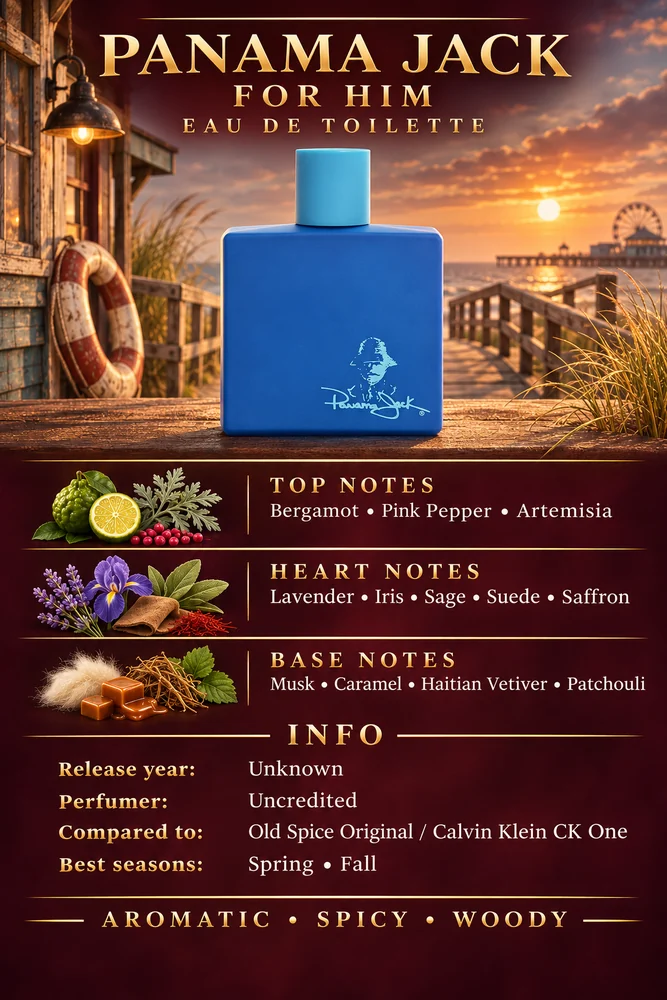 PANAMA JACK
FOR HIM
EAU DE TOILETTE
Panama Jack®
TOP NOTES
Bergamot • Pink Pepper • Artemisia
HEART NOTES
Lavender • Iris • Sage • Suede • Saffron
BASE NOTES
Musk • Caramel • Haitian Vetiver • Patchouli
INFO
Release year: Unknown
Perfumer: Uncredited
Compared to: Old Spice Original / Calvin Klein CK One
Best seasons: Spring • Fall
AROMATIC • SPICY • WOODY